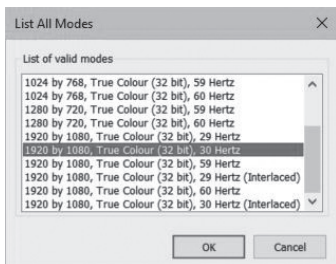 List All Modes
List of valid modes
1024 by 768, True Colour (32 bit), 59 Hertz
1024 by 768, True Colour (32 bit), 60 Hertz
1280 by 720, True Colour (32 bit), 59 Hertz
1280 by 720, True Colour (32 bit), 60 Hertz
1920 by 1080, True Colour (32 bit), 29 Hertz
1920 by 1080, True Colour (32 bit), 30 Hertz
1920 by 1080, True Colour (32 bit), 59 Hertz
1920 by 1080, True Colour (32 bit), 29 Hertz (Interlaced)
1920 by 1080, True Colour (32 bit), 60 Hertz
1920 by 1080, True Colour (32 bit), 30 Hertz (Interlaced)
OK Cancel